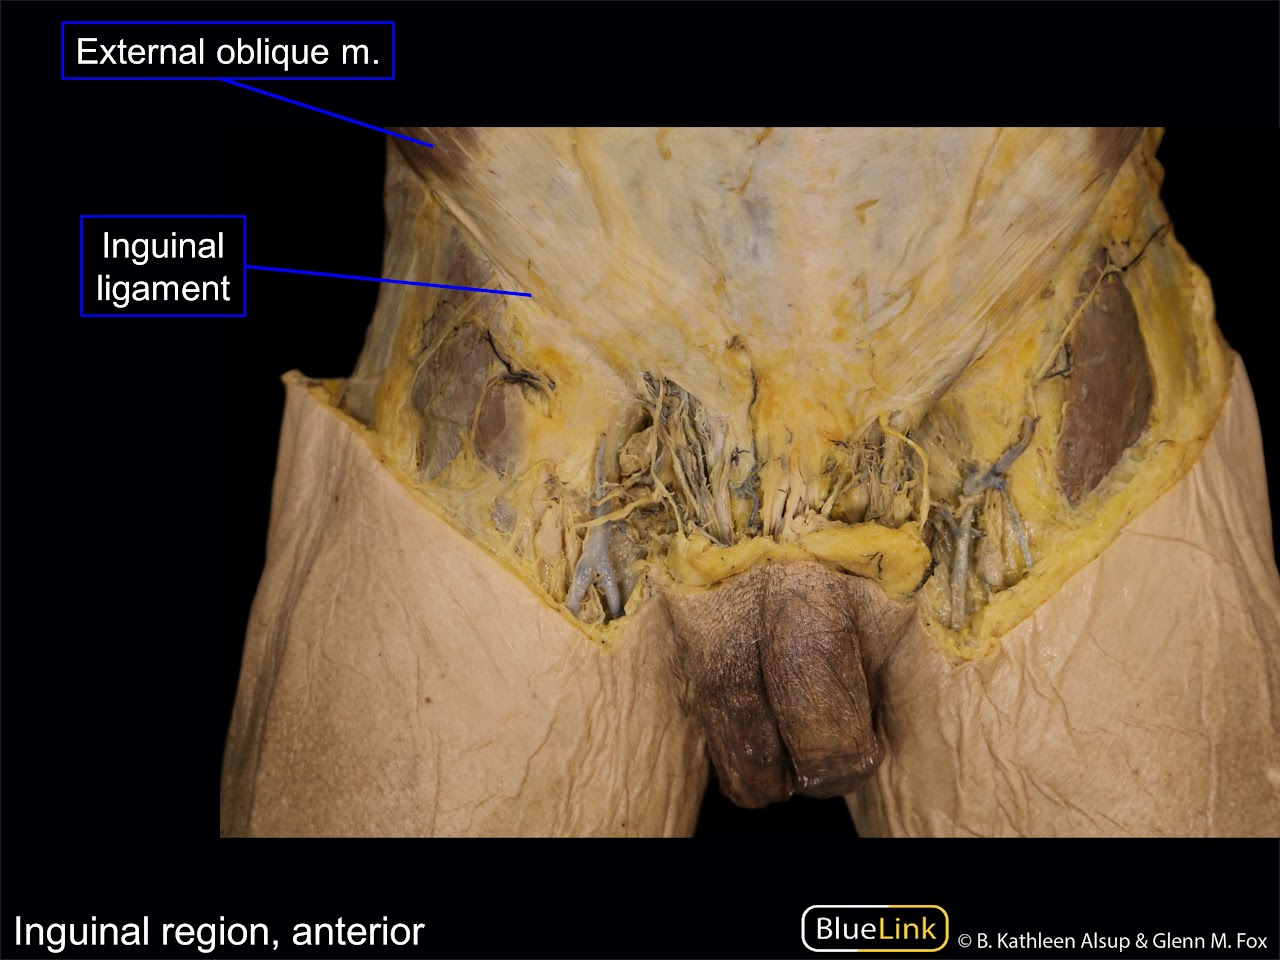 External oblique m.
Inguinal
ligament
Inguinal region, anterior
BlueLink
© B. Kathleen Alsup & Glenn M. Fox